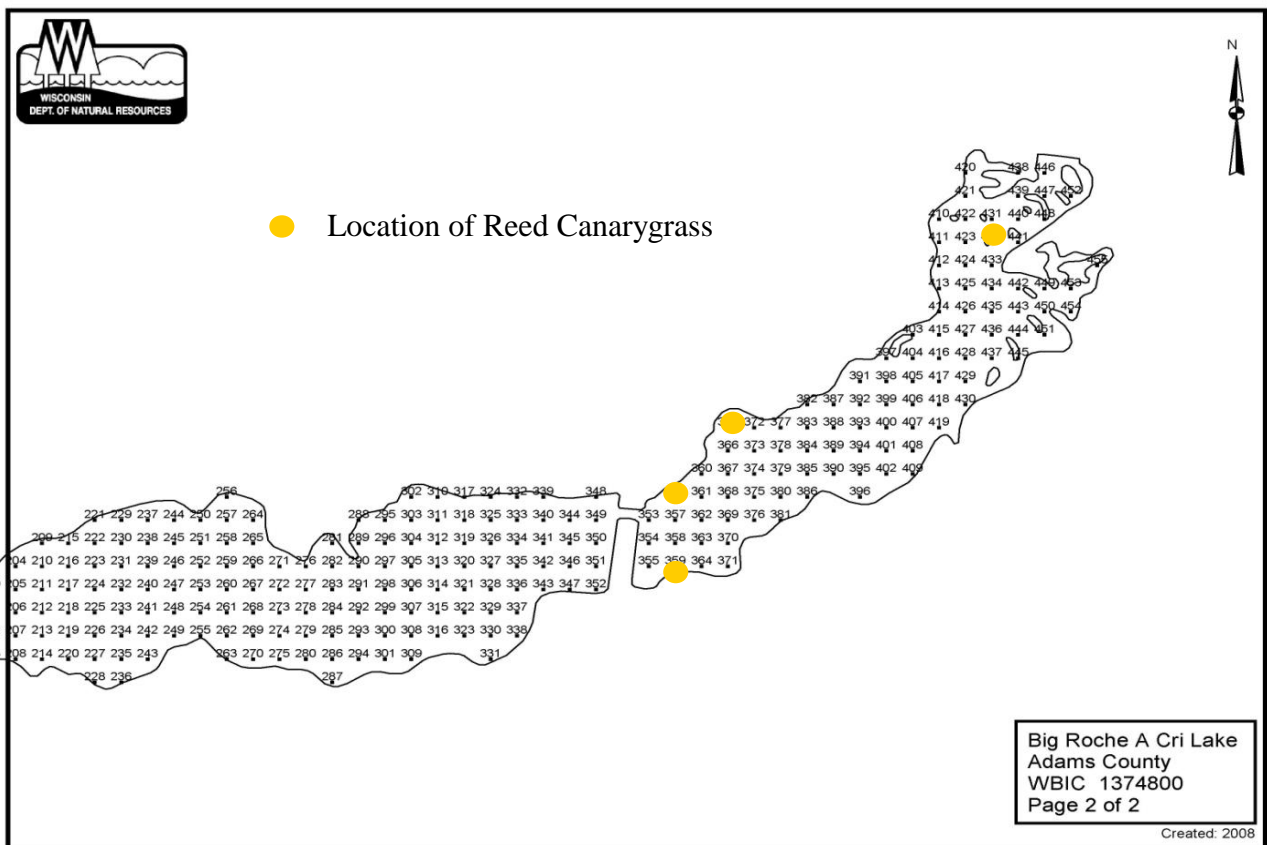 WISCONSIN
DEPT. OF NATURAL RESOURCES
N
Location of Reed Canarygrass
420 438 446
421 439 447 452
410 422 431 440 448
411 423 441
412 424 433 455
413 425 434 442 449 453
414 426 435 443 450 454
403 415 427 436 444 451
397 404 416 428 437 445
391 398 405 417 429
382 387 392 399 406 418 430
372 377 383 388 393 400 407 419
366 373 378 384 389 394 401 408
360 367 374 379 385 390 395 402 409
256 302 310 317 324 332 339 348 361 368 375 380 386 396
221 229 237 244 250 257 264 288 295 303 311 318 325 333 340 344 349 353 357 362 369 376 381
209 215 222 230 238 245 251 258 265 281 289 296 304 312 319 326 334 341 345 350 354 358 363 370
204 210 216 223 231 239 246 252 259 266 271 276 282 290 297 305 313 320 327 335 342 346 351 355 359 364 371
205 211 217 224 232 240 247 253 260 267 272 277 283 291 298 306 314 321 328 336 343 347 352
206 212 218 225 233 241 248 254 261 268 273 278 284 292 299 307 315 322 329 337
207 213 219 226 234 242 249 255 262 269 274 279 285 293 300 308 316 323 330 338
208 214 220 227 235 243 263 270 275 280 286 294 301 309 331
228 236 287
Big Roche A Cri Lake
Adams County
WBIC 1374800
Page 2 of 2
Created: 2008